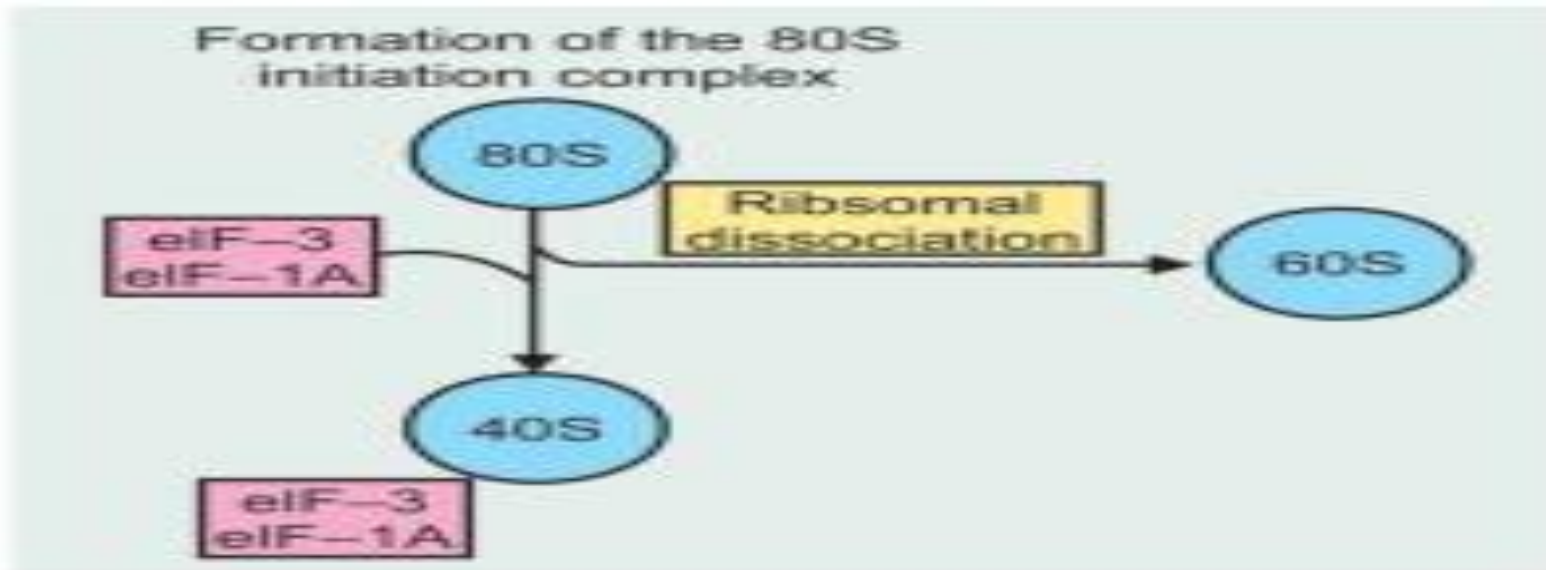 Formation of the 80S
initiation complex
80S
Ribsomal
dissociation
eIF–3
eIF–1A
60S
40S
eIF–3
eIF–1A